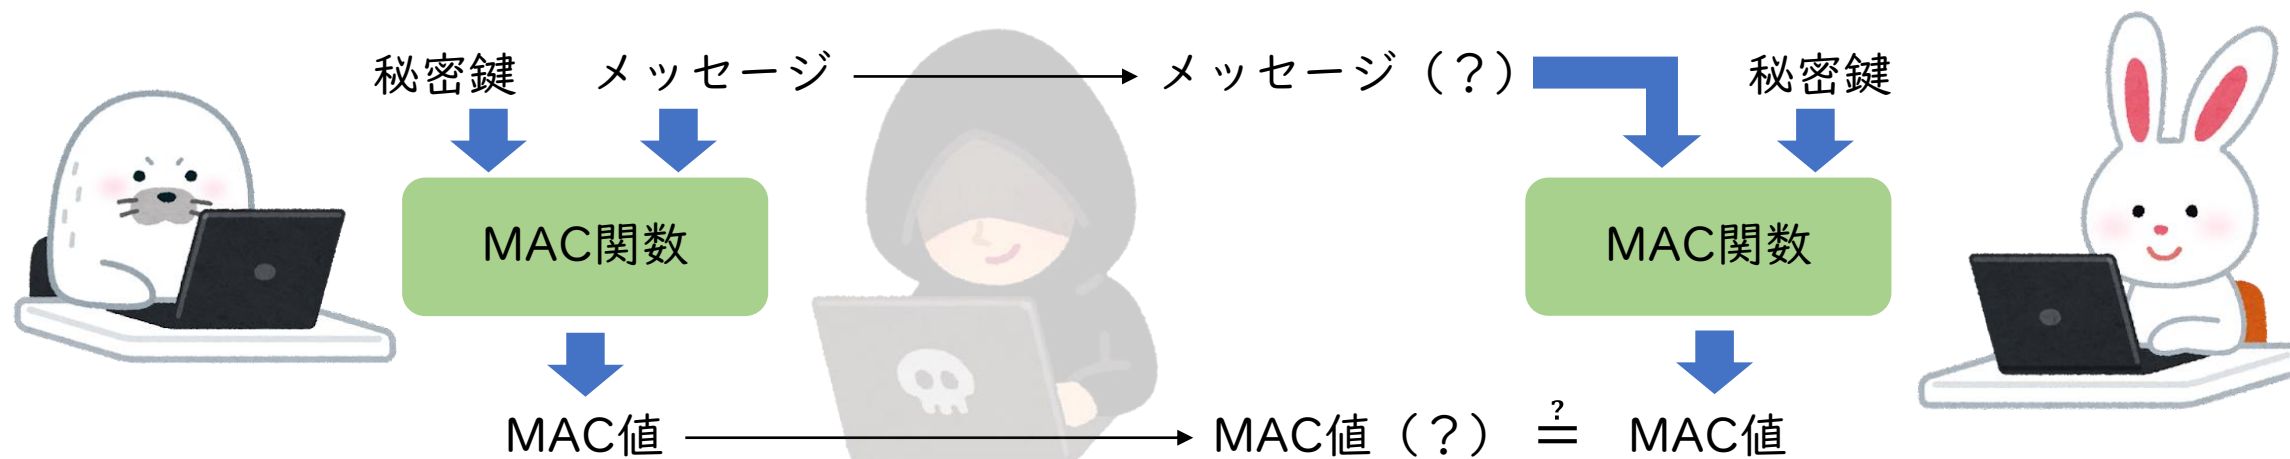 秘密鍵 メッセージ メッセージ（？） 秘密鍵
MAC関数 MAC関数
MAC値 MAC値（？） ≟ MAC値